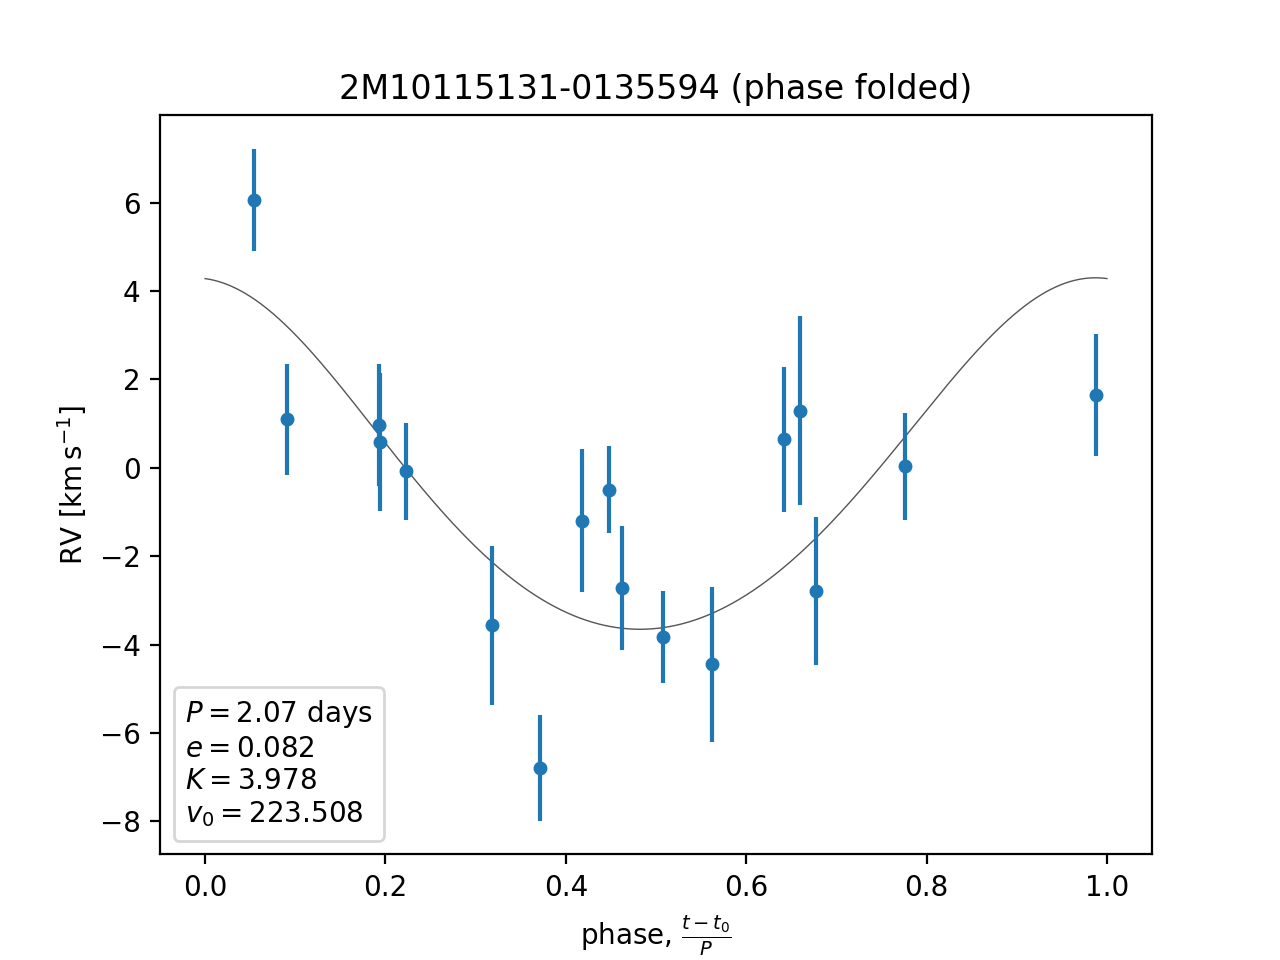 2M10115131-0135594 (phase folded)
RV [km s⁻¹]
6
4
2
0
−2
−4
−6
−8
P = 2.07 days
e = 0.082
K = 3.978
v₀ = 223.508
0.0 0.2 0.4 0.6 0.8 1.0
phase, (t − t₀)/P